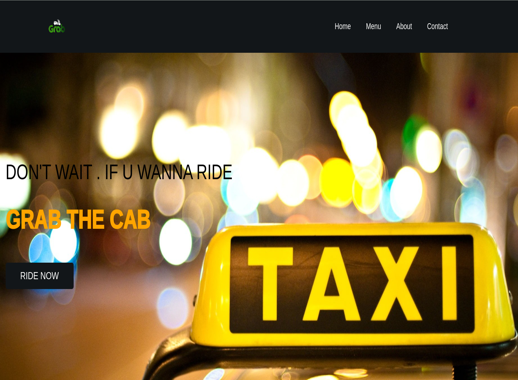 Grab
Home Menu About Contact
DON'T WAIT . IF U WANNA RIDE
GRAB THE CAB
RIDE NOW
TAXI